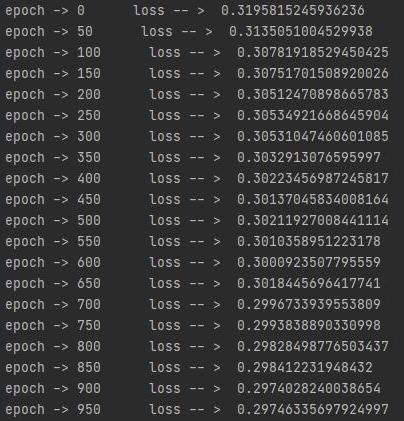 epoch -> 0      loss -- >  0.3195815245936236
epoch -> 50      loss -- >  0.3135051004529938
epoch -> 100      loss -- >  0.30781918529450425
epoch -> 150      loss -- >  0.30751701508920026
epoch -> 200      loss -- >  0.30512470898665783
epoch -> 250      loss -- >  0.30534921668645904
epoch -> 300      loss -- >  0.30531047460601085
epoch -> 350      loss -- >  0.3032913076595997
epoch -> 400      loss -- >  0.30223456987245817
epoch -> 450      loss -- >  0.30137045834008164
epoch -> 500      loss -- >  0.30211927008441114
epoch -> 550      loss -- >  0.3010358951223178
epoch -> 600      loss -- >  0.3000923507795559
epoch -> 650      loss -- >  0.3018445696417741
epoch -> 700      loss -- >  0.2996733939553809
epoch -> 750      loss -- >  0.2993838890330998
epoch -> 800      loss -- >  0.29828498776503437
epoch -> 850      loss -- >  0.298412231948432
epoch -> 900      loss -- >  0.2974028240038654
epoch -> 950      loss -- >  0.29746335697924997